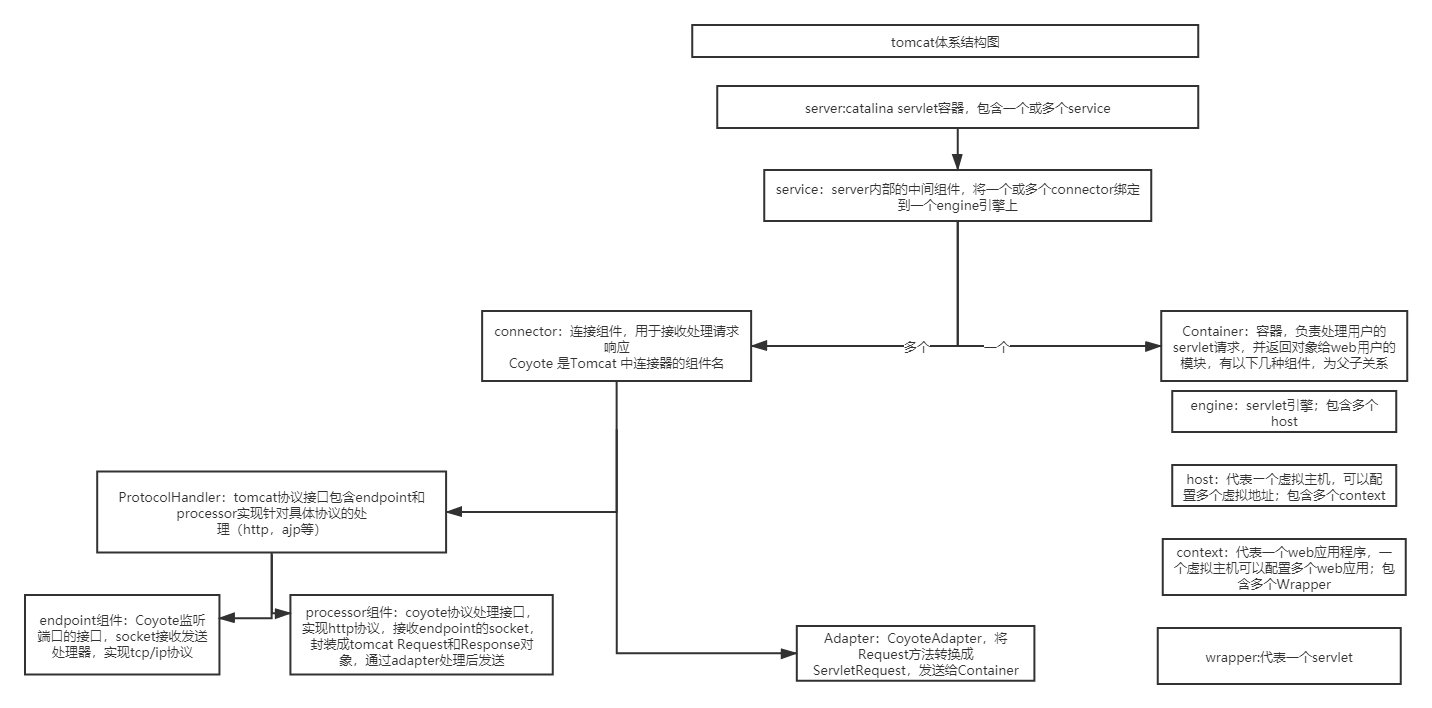 tomcat体系结构图
server:catalina servlet容器，包含一个或多个service
service：server内部的中间组件，将一个或多个connector绑定
到一个engine引擎上
connector：连接组件，用于接收处理请求
响应
Coyote 是Tomcat 中连接器的组件名
多个
一个
Container：容器，负责处理用户的
servlet请求，并返回对象给web用户的
模块，有以下几种组件，为父子关系
engine：servlet引擎；包含多个
host
host：代表一个虚拟主机，可以配
置多个虚拟地址；包含多个context
context：代表一个web应用程序，一
个虚拟主机可以配置多个web应用；包
含多个Wrapper
wrapper:代表一个servlet
ProtocolHandler：tomcat协议接口包含endpoint和
processor实现针对具体协议的处
理（http，ajp等）
endpoint组件：Coyote监听
端口的接口，socket接收发送
处理器，实现tcp/ip协议
processor组件：coyote协议处理接口，
实现http协议，接收endpoint的socket，
封装成tomcat Request和Response对
象，通过adapter处理后发送
Adapter：CoyoteAdapter，将
Request方法转换成
ServletRequest，发送给Container